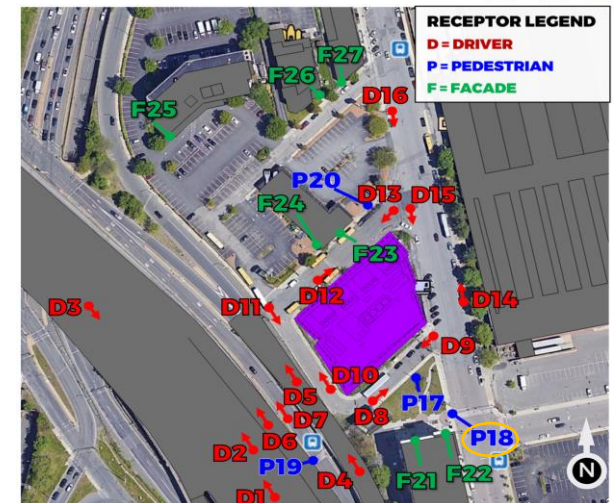 RECEPTOR LEGEND
D = DRIVER
P = PEDESTRIAN
F = FACADE
F27
F26
D16
F25
P20
D13
D15
F24
F23
D12
D3
D11
D14
D9
D5
D10
D7
D8
P17
D6
D2
P18
P19
D4
F21
F22
D1
N